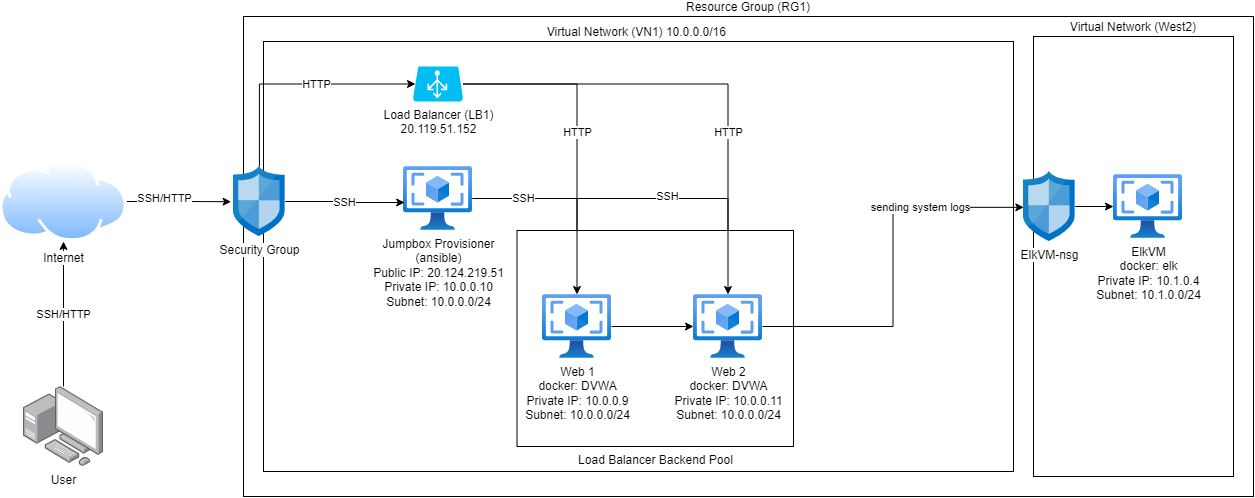 Resource Group (RG1)
Virtual Network (VN1) 10.0.0.0/16
Virtual Network (West2)
HTTP
Load Balancer (LB1)
20.119.51.152
HTTP
HTTP
SSH/HTTP
Security Group
SSH
Jumpbox Provisioner
(ansible)
Public IP: 20.124.219.51
Private IP: 10.0.0.10
Subnet: 10.0.0.0/24
SSH
SSH
sending system logs
ElkVM-nsg
ElkVM
docker: elk
Private IP: 10.1.0.4
Subnet: 10.1.0.0/24
Internet
SSH/HTTP
User
Web 1
docker: DVWA
Private IP: 10.0.0.9
Subnet: 10.0.0.0/24
Web 2
docker: DVWA
Private IP: 10.0.0.11
Subnet: 10.0.0.0/24
Load Balancer Backend Pool